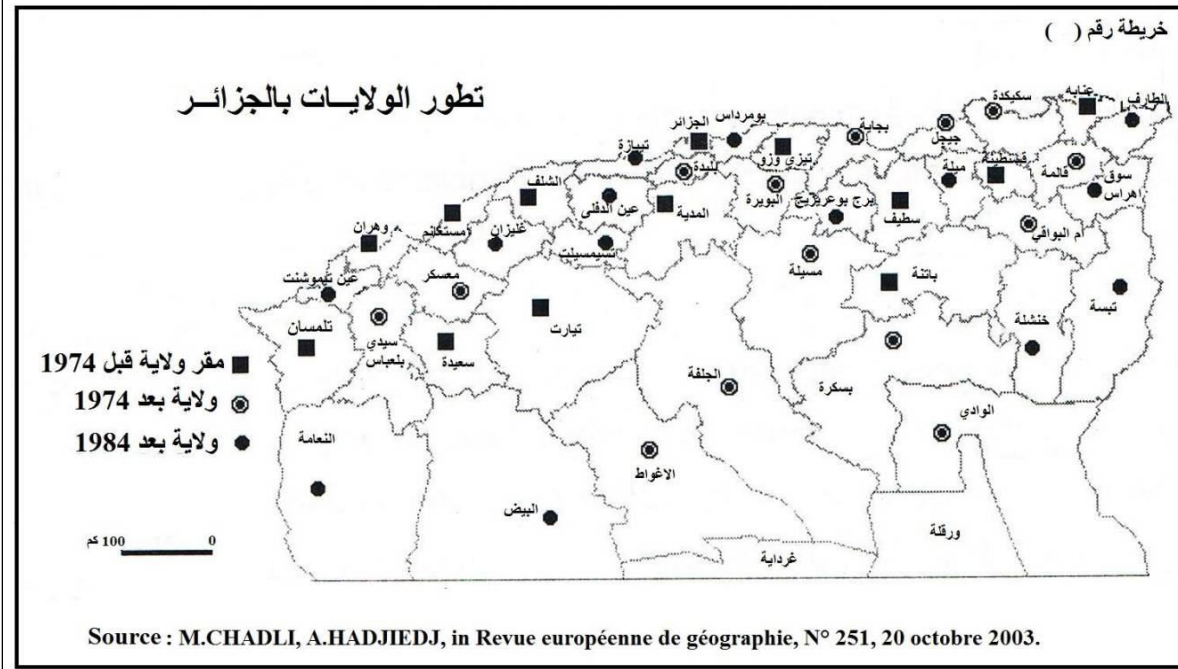 خريطة رقم ( )
تطور الولايــات بالجزائــر
سكيكدة
عنابه
الطارف
جيجل
بجاية
بومرداس
الجزائر
تيبازة
تيزي وزو
بليدة
البويرة
قسنطينة
ميلة
قالمة
سوق
اهراس
ام البواقي
سطيف
برج بوعريريج
المدية
عين الدفلى
الشلف
تسيمسيلت
غليزان
مستغانم
وهران
عين تيموشنت
معسكر
مسيلة
باتنة
تبسة
خنشلة
تيارت
سعيدة
سيدي
بلعباس
تلمسان
مقر ولاية قبل 1974
ولاية بعد 1974
ولاية بعد 1984
الجلفة
بسكرة
الوادي
النعامة
الاغواط
البيض
ورقلة
غرداية
100 كم
0
Source : M.CHADLI, A.HADJIEDJ, in Revue européenne de géographie, N° 251, 20 octobre 2003.